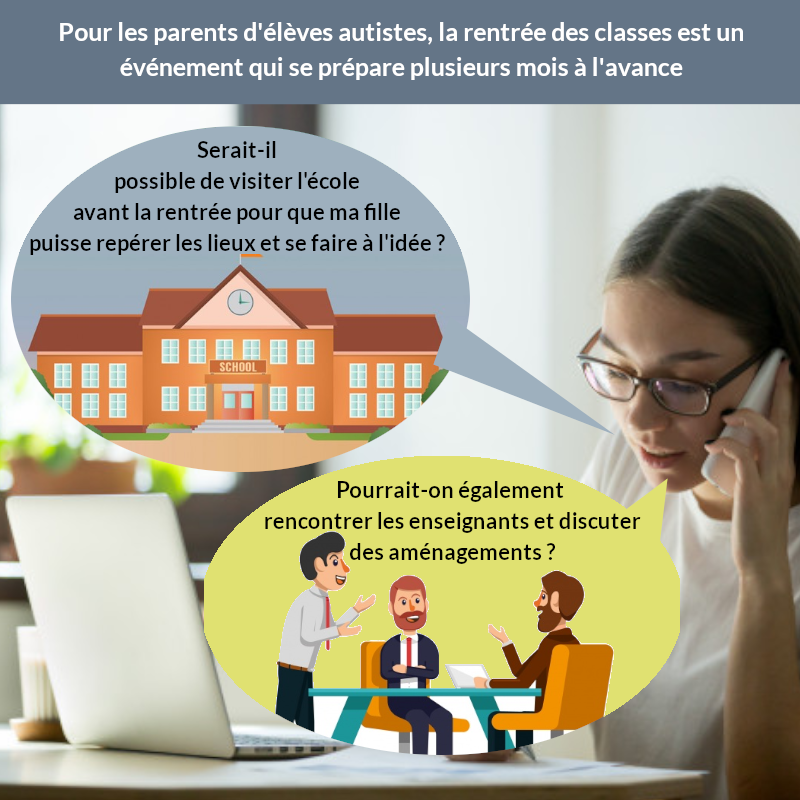 Pour les parents d'élèves autistes, la rentrée des classes est un
événement qui se prépare plusieurs mois à l'avance
Serait-il
possible de visiter l'école
avant la rentrée pour que ma fille
puisse repérer les lieux et se faire à l'idée ?
SCHOOL
Pourrait-on également
rencontrer les enseignants et discuter
des aménagements ?